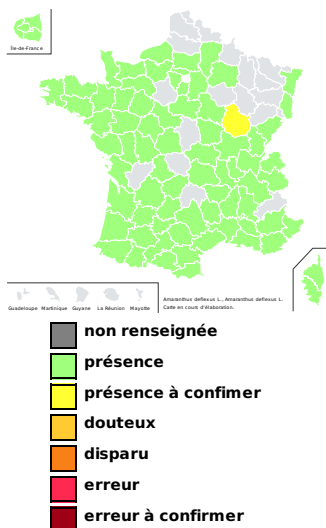 Île-de-France
Guadeloupe Martinique Guyane La Réunion Mayotte
Amaranthus deflexus L., Amaranthus deflexus L.
Carte en cours d'élaboration.
non renseignée
présence
présence à confimer
douteux
disparu
erreur
erreur à confirmer